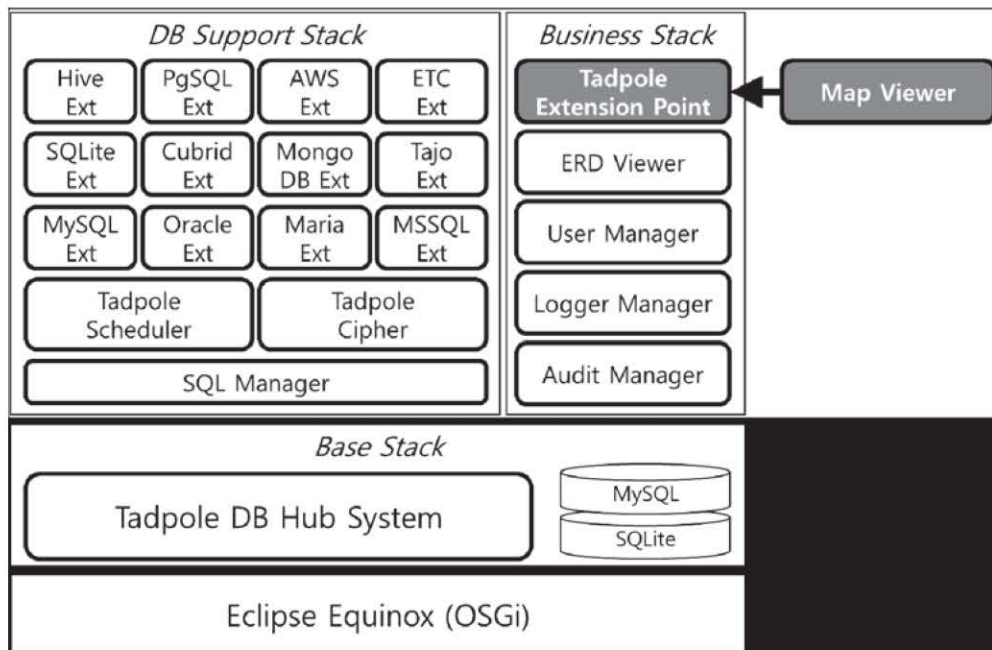 DB Support Stack
Hive
Ext
PgSQL
Ext
AWS
Ext
ETC
Ext
SQLite
Ext
Cubrid
Ext
Mongo
DB Ext
Tajo
Ext
MySQL
Ext
Oracle
Ext
Maria
Ext
MSSQL
Ext
Tadpole
Scheduler
Tadpole
Cipher
SQL Manager
Business Stack
Tadpole
Extension Point
Map Viewer
ERD Viewer
User Manager
Logger Manager
Audit Manager
Base Stack
Tadpole DB Hub System
MySQL
SQLite
Eclipse Equinox (OSGi)